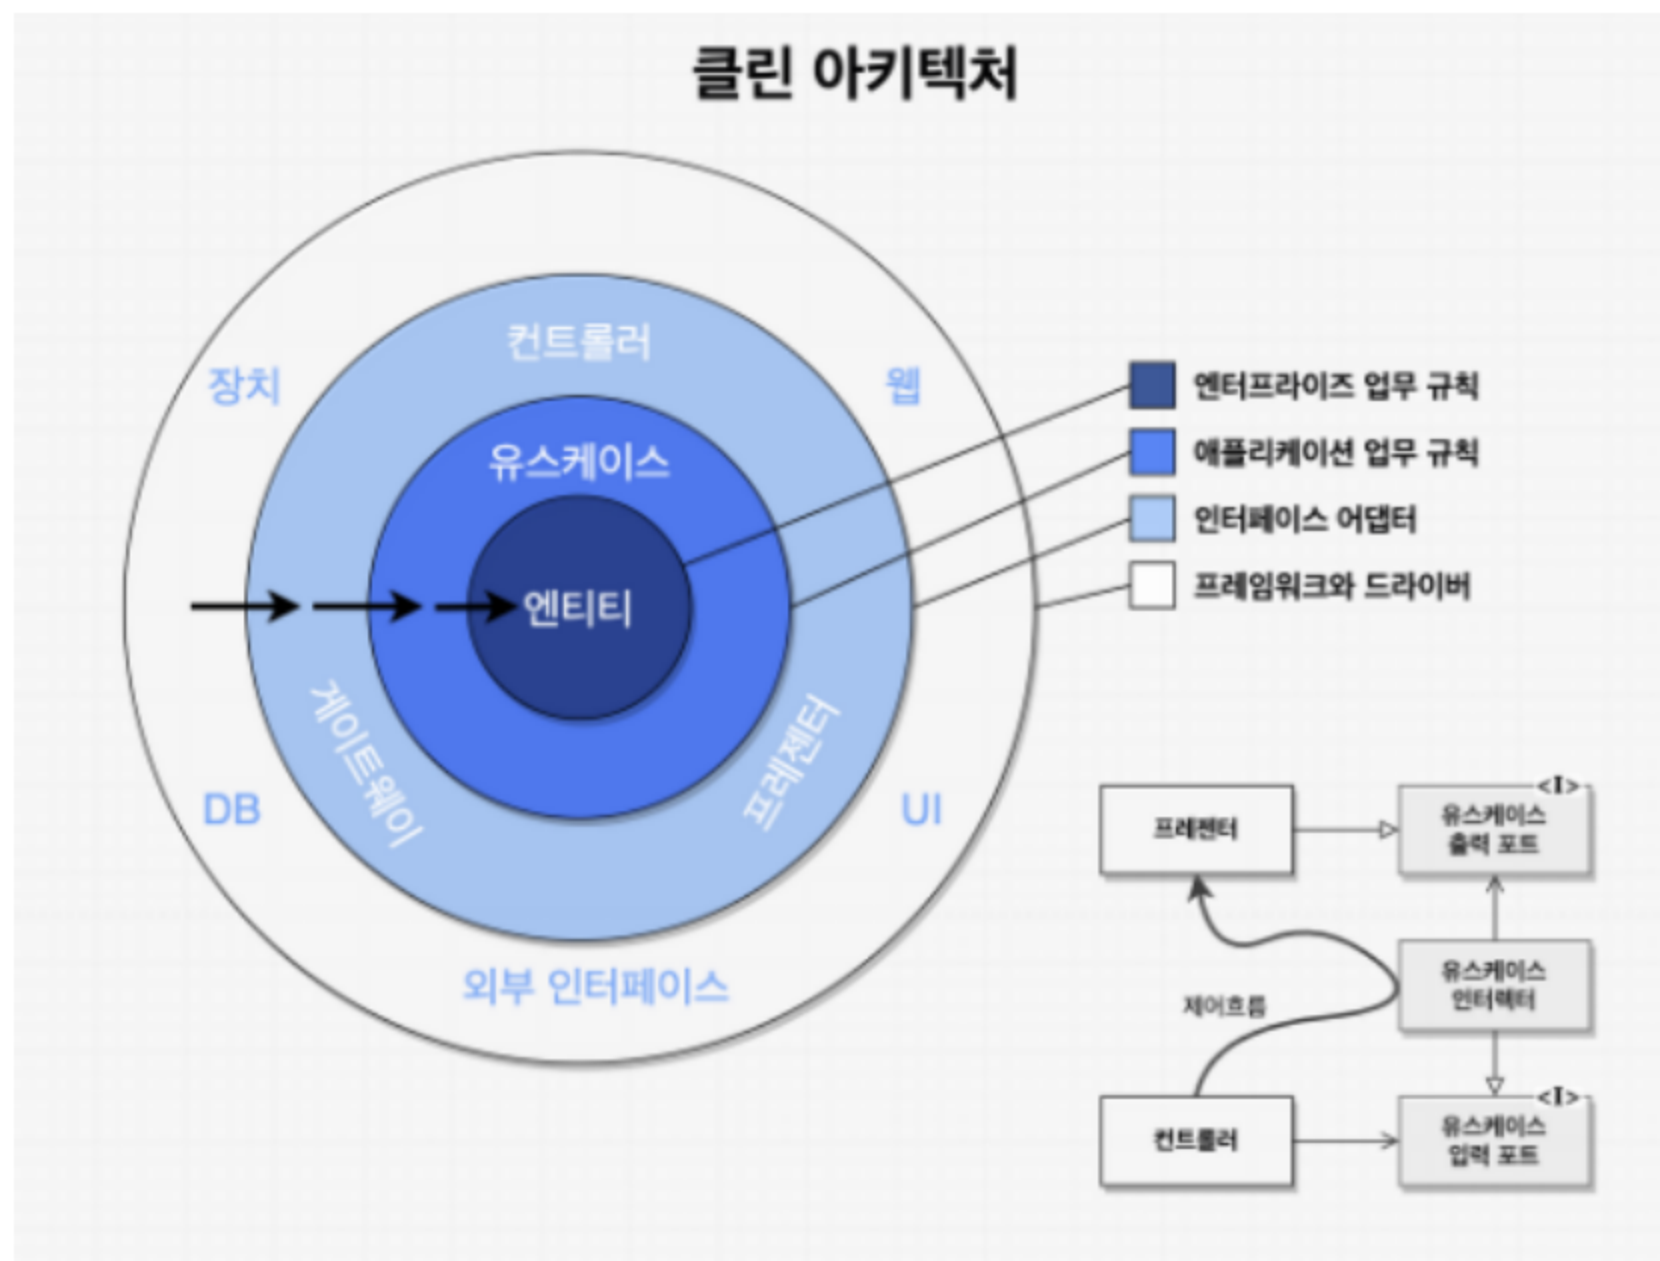 클린 아키텍처
컨트롤러
장치
웹
유스케이스
엔티티
게이트웨이
프레젠터
DB
UI
외부 인터페이스
엔터프라이즈 업무 규칙
애플리케이션 업무 규칙
인터페이스 어댑터
프레임워크와 드라이버
프레젠터
<I>
유스케이스
출력 포트
유스케이스
인터랙터
제어흐름
컨트롤러
<I>
유스케이스
입력 포트